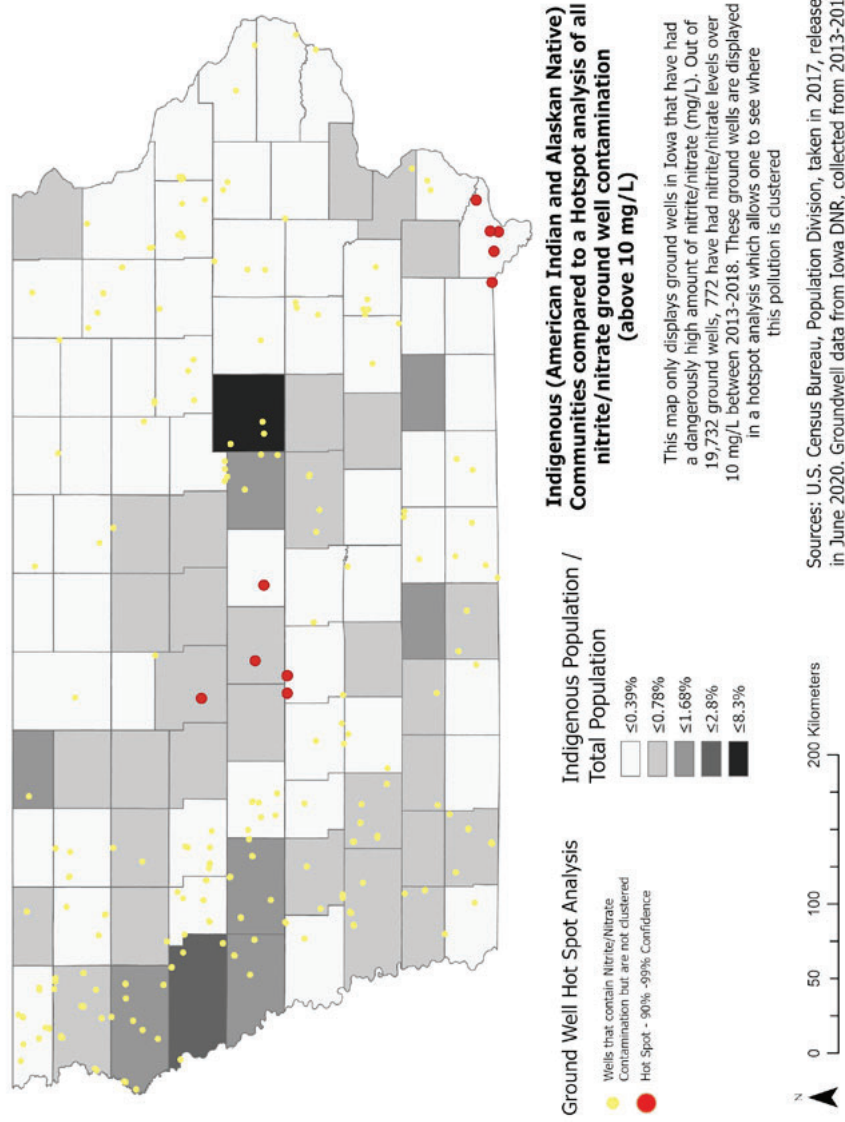 Indigenous (American Indian and Alaskan Native)
Communities compared to a Hotspot analysis of all
nitrite/nitrate ground well contamination
(above 10 mg/L)
This map only displays ground wells in Iowa that have had
a dangerously high amount of nitrite/nitrate (mg/L). Out of
19,732 ground wells, 772 have had nitrite/nitrate levels over
10 mg/L between 2013-2018. These ground wells are displayed
in a hotspot analysis which allows one to see where
this pollution is clustered
Sources: U.S. Census Bureau, Population Division, taken in 2017, release
in June 2020. Groundwell data from Iowa DNR, collected from 2013-201
Indigenous Population /
Total Population
≤0.39%
≤0.78%
≤1.68%
≤2.8%
≤8.3%
Ground Well Hot Spot Analysis
Wells that contain Nitrite/Nitrate
Contamination but are not clustered
Hot Spot - 90% -99% Confidence
N
0 50 100 200 Kilometers